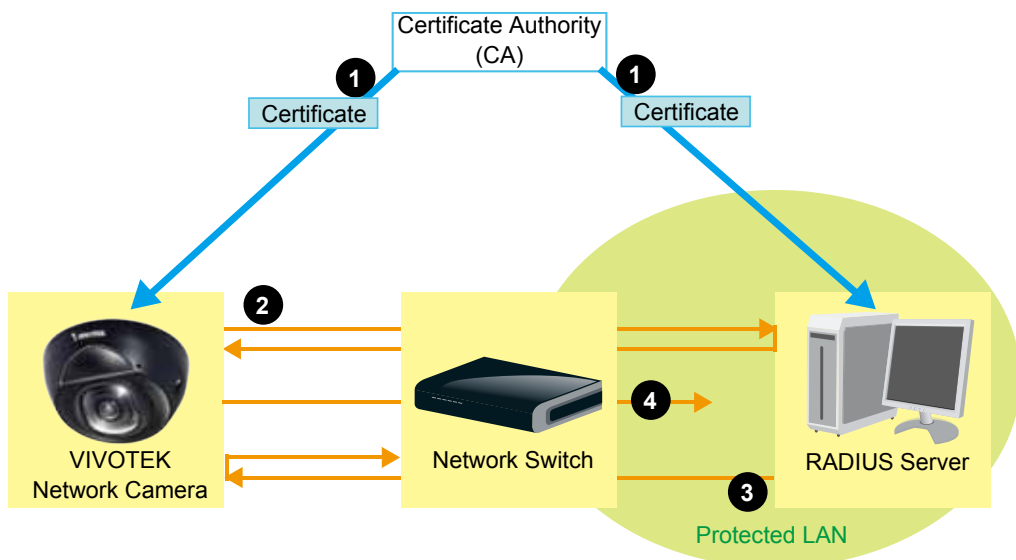 Certificate Authority
(CA)
1
1
Certificate
Certificate
2
4
VIVOTEK
Network Camera
Network Switch
RADIUS Server
3
Protected LAN